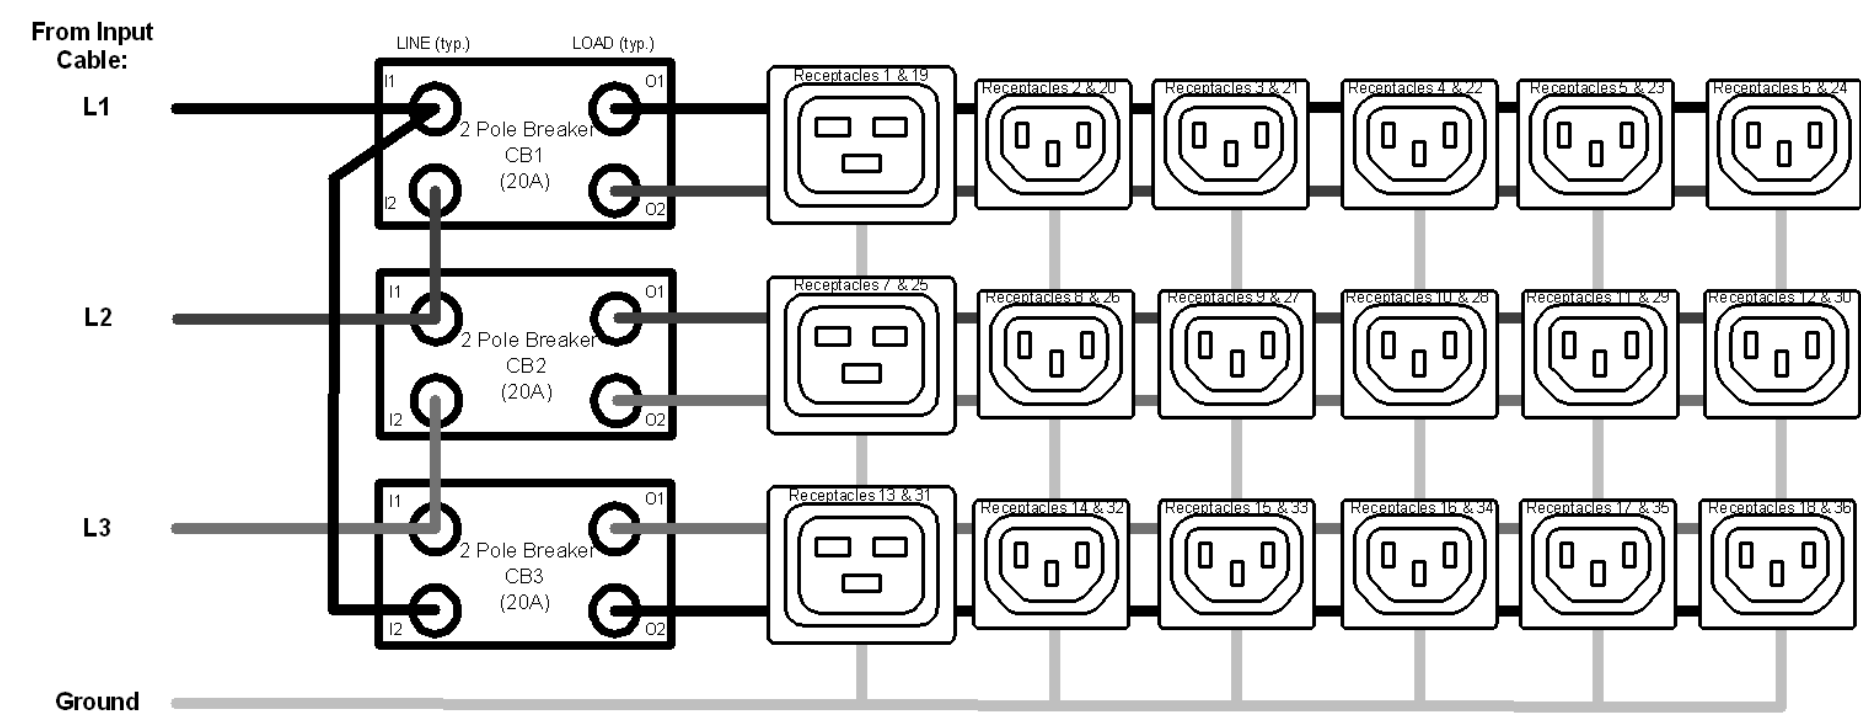 From Input
Cable:
LINE (typ.)
LOAD (typ.)
L1
I1
O1
2 Pole Breaker
CB1
(20A)
I2
O2
Receptacles 1 & 19
Receptacles 2 & 20
Receptacles 3 & 21
Receptacles 4 & 22
Receptacles 5 & 23
Receptacles 6 & 24
L2
I1
O1
2 Pole Breaker
CB2
(20A)
I2
O2
Receptacles 7 & 25
Receptacles 8 & 26
Receptacles 9 & 27
Receptacles 10 & 28
Receptacles 11 & 29
Receptacles 12 & 30
L3
I1
O1
2 Pole Breaker
CB3
(20A)
I2
O2
Receptacles 13 & 31
Receptacles 14 & 32
Receptacles 15 & 33
Receptacles 16 & 34
Receptacles 17 & 35
Receptacles 18 & 36
Ground